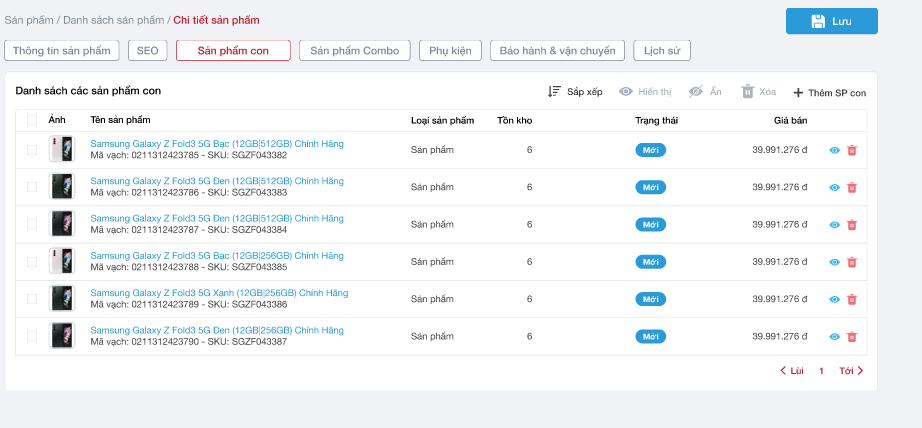 Sản phẩm / Danh sách sản phẩm / Chi tiết sản phẩm
Lưu
Thông tin sản phẩm SEO Sản phẩm con Sản phẩm Combo Phụ kiện Bảo hành & vận chuyển Lịch sử
Danh sách các sản phẩm con
Sắp xếp Hiển thị Ẩn Xóa + Thêm SP con
Ảnh Tên sản phẩm Loại sản phẩm Tồn kho Trạng thái Giá bán
Samsung Galaxy Z Fold3 5G Bạc (12GB|512GB) Chính Hãng
Mã vạch: 0211312423785 - SKU: SGZF043382
Sản phẩm 6 Mới 39.991.276 đ
Samsung Galaxy Z Fold3 5G Đen (12GB|512GB) Chính Hãng
Mã vạch: 0211312423786 - SKU: SGZF043383
Sản phẩm 6 Mới 39.991.276 đ
Samsung Galaxy Z Fold3 5G Đen (12GB|512GB) Chính Hãng
Mã vạch: 0211312423787 - SKU: SGZF043384
Sản phẩm 6 Mới 39.991.276 đ
Samsung Galaxy Z Fold3 5G Bạc (12GB|256GB) Chính Hãng
Mã vạch: 0211312423788 - SKU: SGZF043385
Sản phẩm 6 Mới 39.991.276 đ
Samsung Galaxy Z Fold3 5G Xanh (12GB|256GB) Chính Hãng
Mã vạch: 0211312423789 - SKU: SGZF043386
Sản phẩm 6 Mới 39.991.276 đ
Samsung Galaxy Z Fold3 5G Đen (12GB|256GB) Chính Hãng
Mã vạch: 0211312423790 - SKU: SGZF043387
Sản phẩm 6 Mới 39.991.276 đ
Lùi 1 Tới